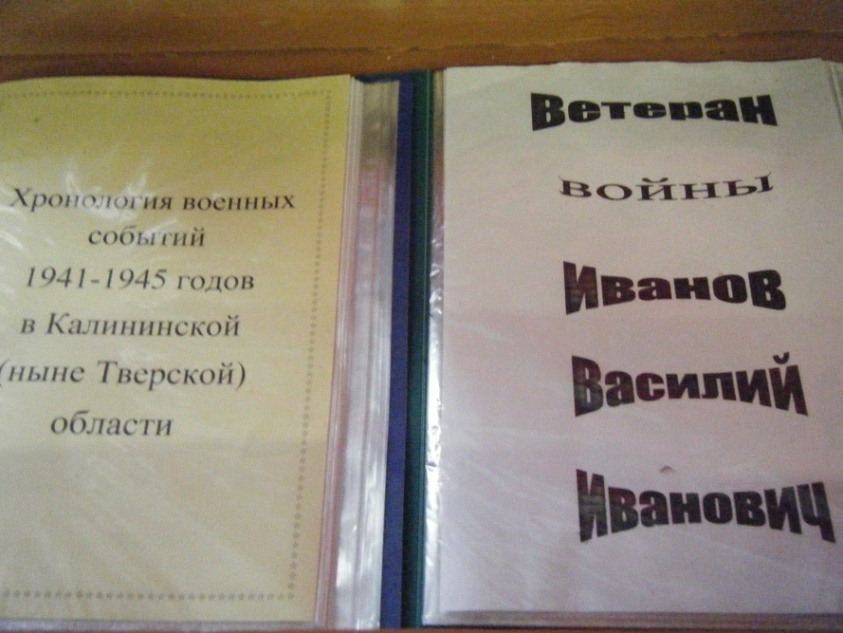 Хронология военных
событий
1941-1945 годов
в Калининской
(ныне Тверской)
области
Ветеран
войны
Иванов
Василий
Иванович